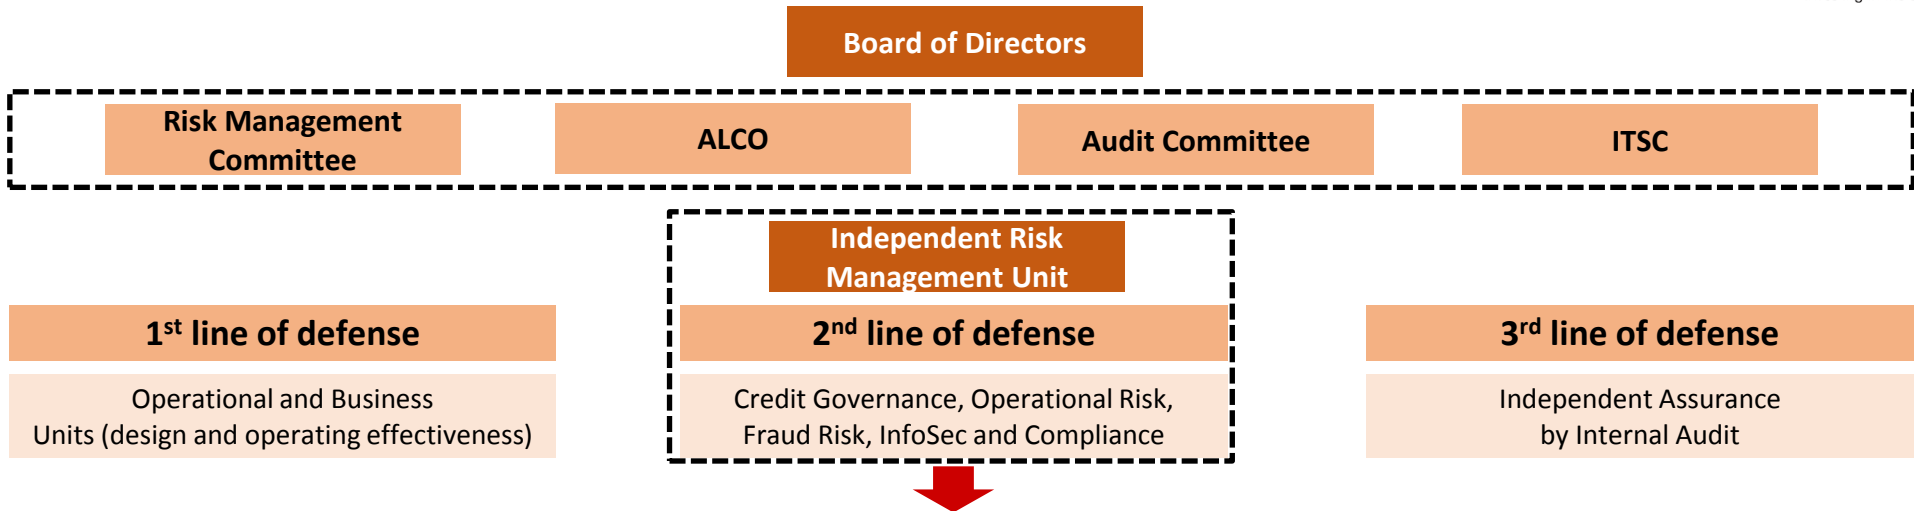 Board of Directors
Risk Management
Committee
ALCO
Audit Committee
ITSC
Independent Risk
Management Unit
1st line of defense
2nd line of defense
3rd line of defense
Operational and Business
Units (design and operating effectiveness)
Credit Governance, Operational Risk,
Fraud Risk, InfoSec and Compliance
Independent Assurance
by Internal Audit